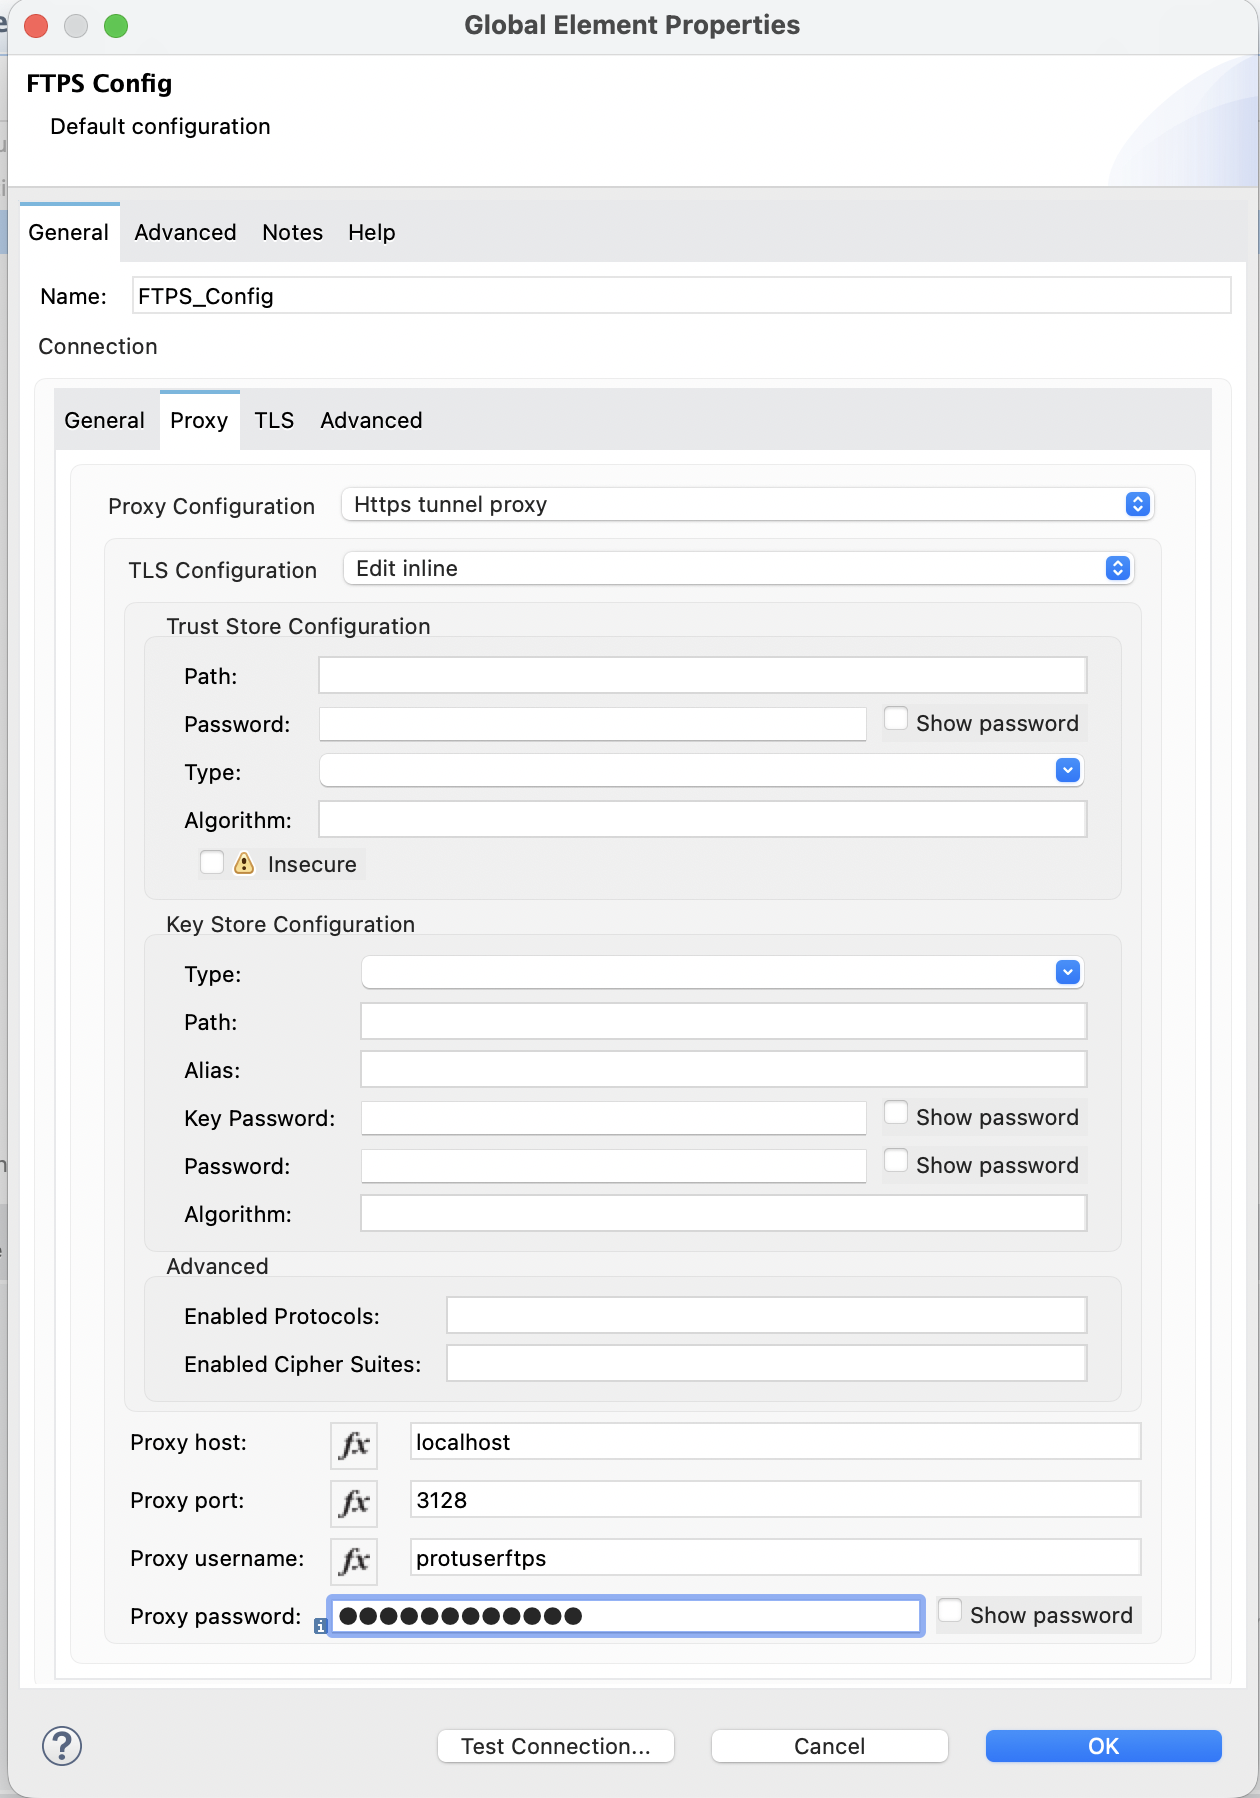 Global Element Properties
FTPS Config
Default configuration
General Advanced Notes Help
Name: FTPS_Config
Connection
General Proxy TLS Advanced
Proxy Configuration Https tunnel proxy
TLS Configuration Edit inline
Trust Store Configuration
Path:
Password: Show password
Type:
Algorithm:
Insecure
Key Store Configuration
Type:
Path:
Alias:
Key Password: Show password
Password: Show password
Algorithm:
Advanced
Enabled Protocols:
Enabled Cipher Suites:
Proxy host: fx localhost
Proxy port: fx 3128
Proxy username: fx protuserftps
Proxy password: ●●●●●●●●●●●● Show password
? Test Connection... Cancel OK